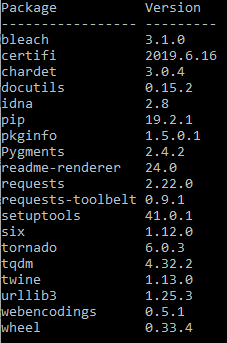 Package Version
----------------- ---------
bleach 3.1.0
certifi 2019.6.16
chardet 3.0.4
docutils 0.15.2
idna 2.8
pip 19.2.1
pkginfo 1.5.0.1
Pygments 2.4.2
readme-renderer 24.0
requests 2.22.0
requests-toolbelt 0.9.1
setuptools 41.0.1
six 1.12.0
tornado 6.0.3
tqdm 4.32.2
twine 1.13.0
urllib3 1.25.3
webencodings 0.5.1
wheel 0.33.4